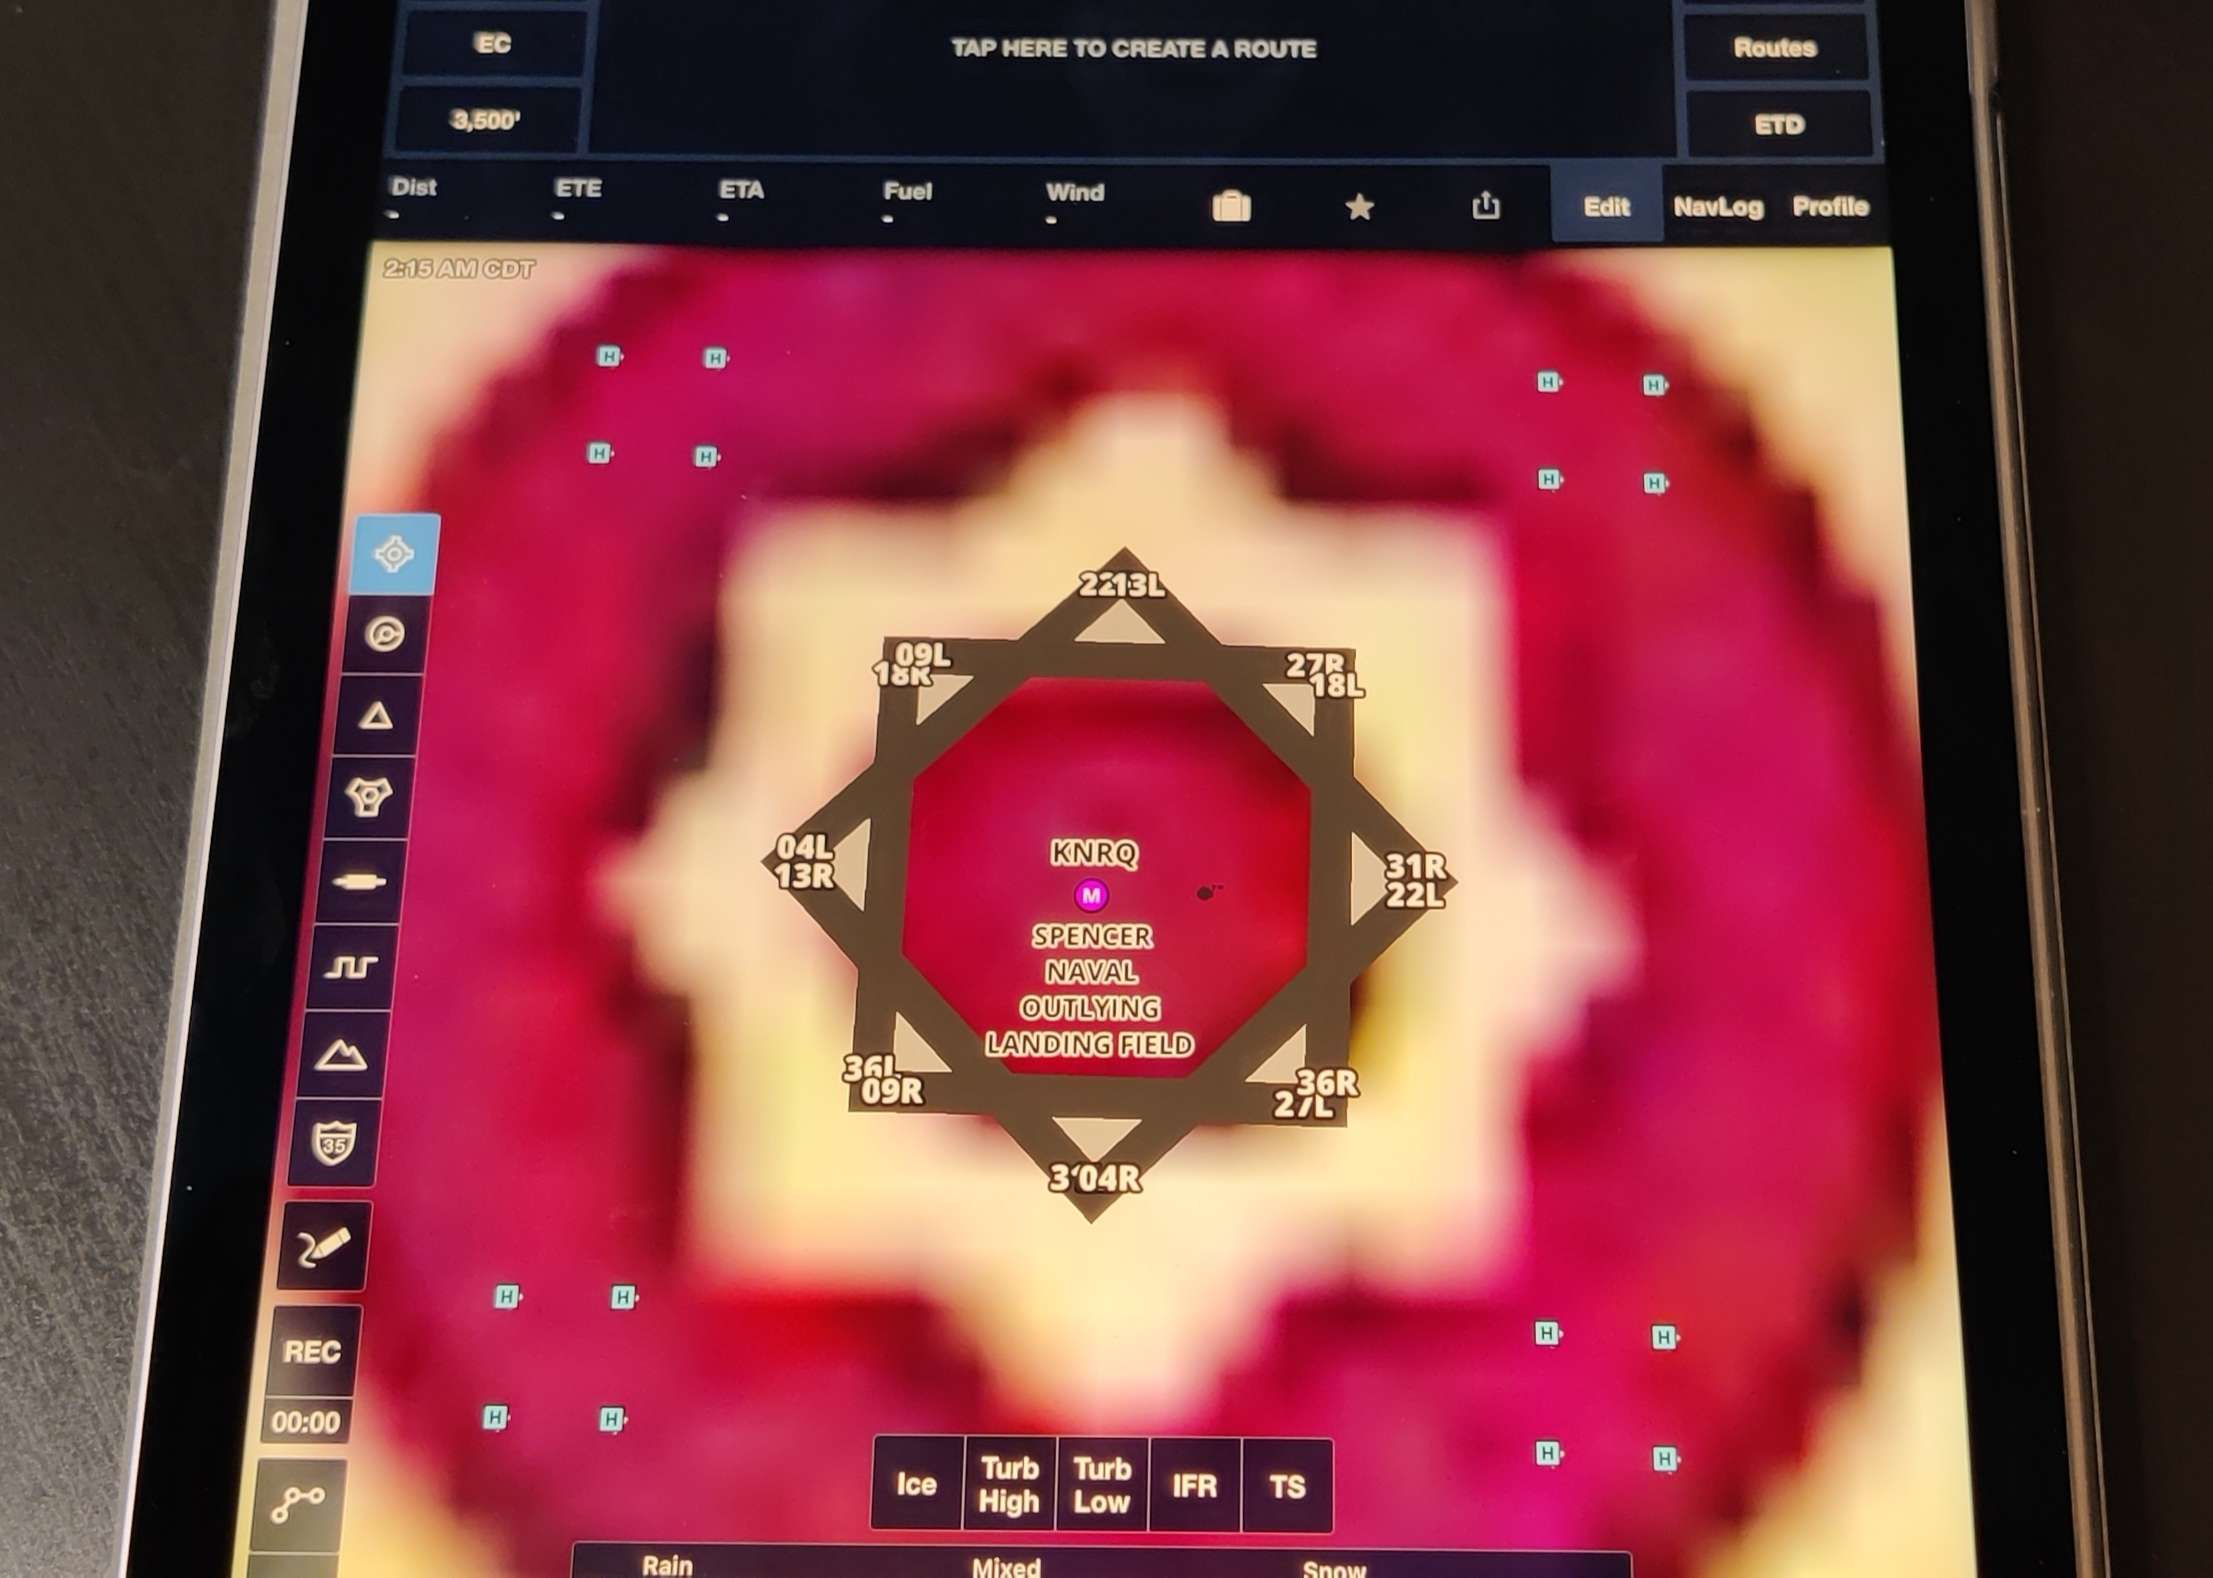 EC
TAP HERE TO CREATE A ROUTE
Routes
3,500'
ETD
Dist
ETE
ETA
Fuel
Wind
Edit
NavLog
Profile
2:15 AM CDT
H H H H
H H H H
13L
09L
18R
27R
18L
04L
13R
31R
22L
KNRQ
M
SPENCER
NAVAL
OUTLYING
LANDING FIELD
36L
09R
36R
27L
04R
35
H H H H
H H H H
REC
00:00
Ice
Turb High
Turb Low
IFR
TS
Rain
Mixed
Snow